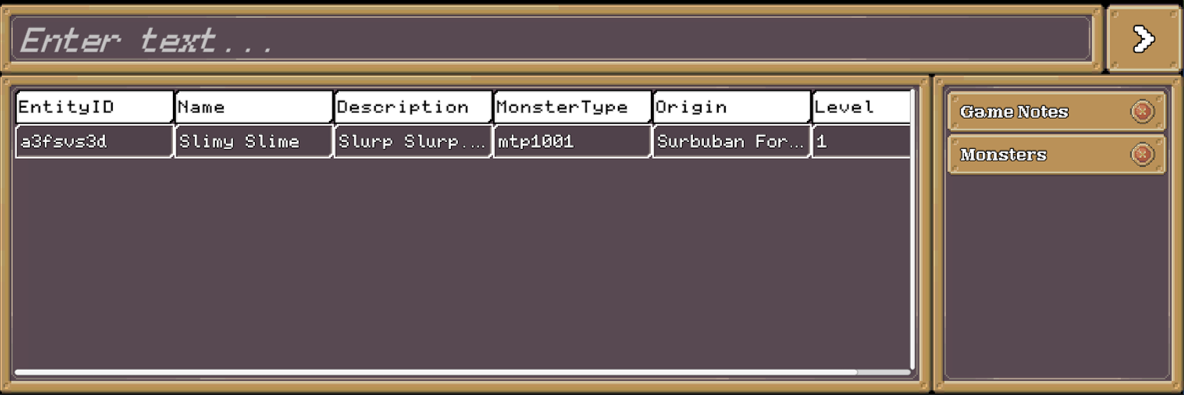 Enter text...
EntityID Name Description MonsterType Origin Level
a3fsvs3d Slimy Slime Slurp Slurp.... mtp1001 Surbuban For... 1
Game Notes
Monsters